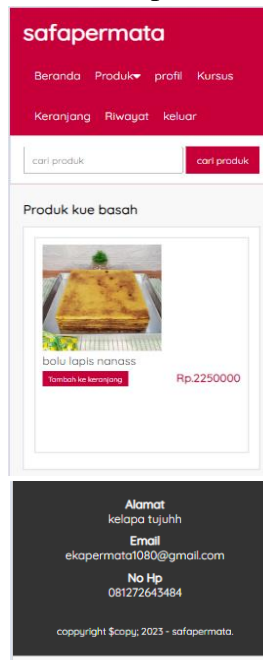 safapermata
Beranda Produk▾ profil Kursus
Keranjang Riwayat keluar
cari produk cari produk
Produk kue basah
bolu lapis nanass
Tambah ke keranjang Rp.2250000
Alamat
kelapa tujuhh
Email
ekapermata1080@gmail.com
No Hp
081272643484
coppyright $copy; 2023 - safapermata.